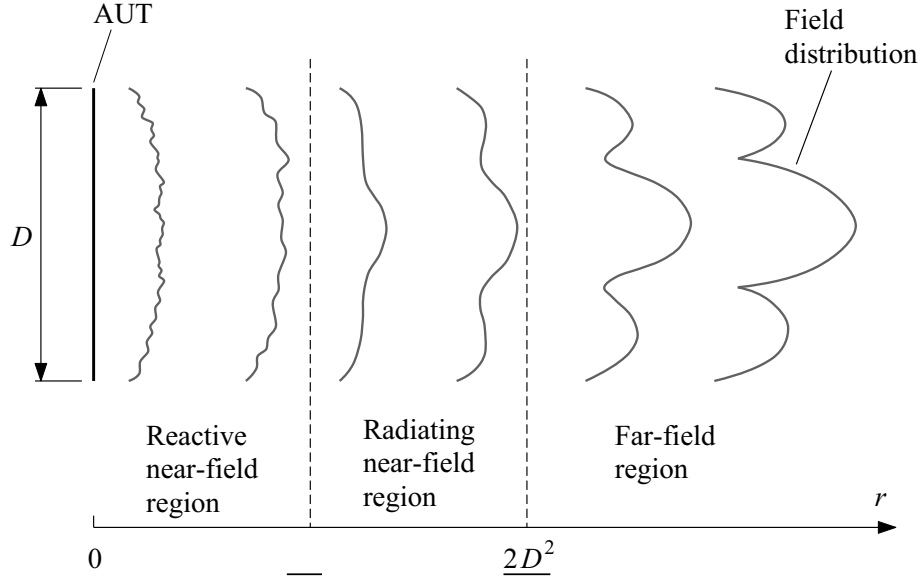 AUT
Field
distribution
D
Reactive
near-field
region
Radiating
near-field
region
Far-field
region
r
0
2D²